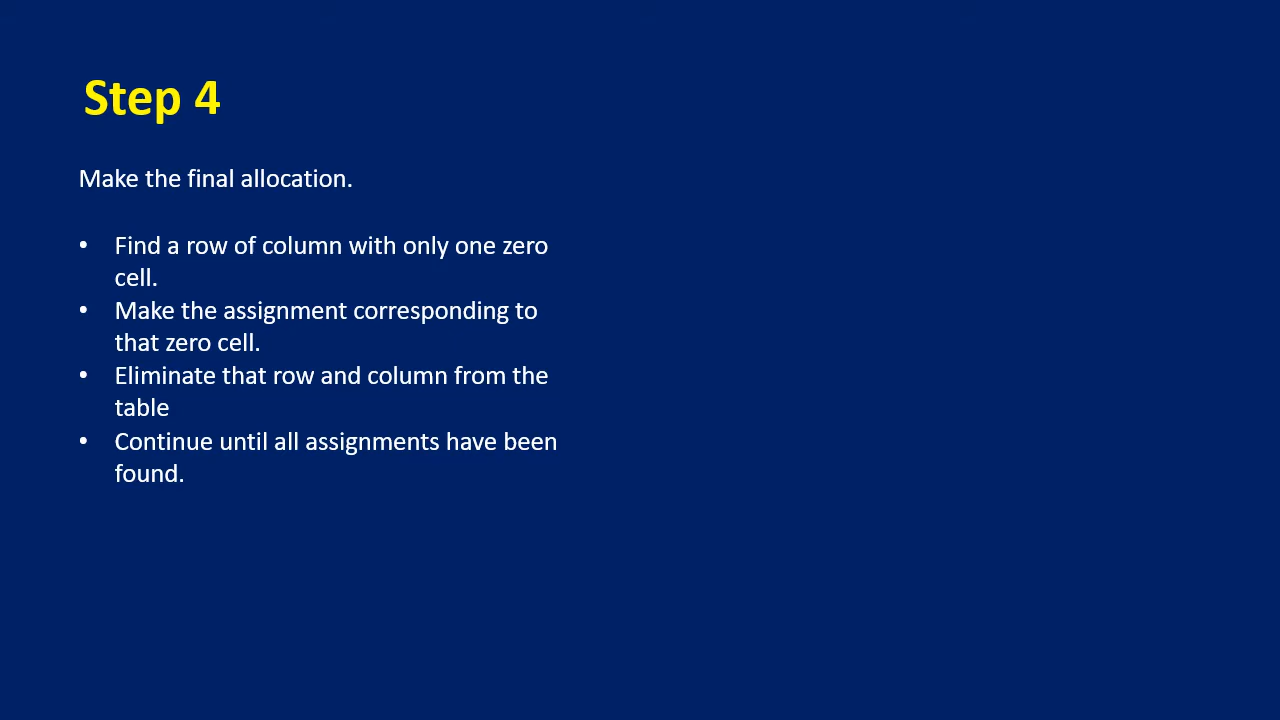 Step 4
Make the final allocation.
• Find a row of column with only one zero
cell.
• Make the assignment corresponding to
that zero cell.
• Eliminate that row and column from the
table
• Continue until all assignments have been
found.